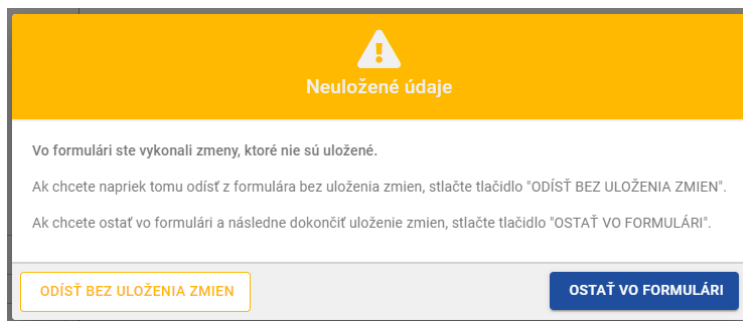 Neuložené údaje
Vo formulári ste vykonali zmeny, ktoré nie sú uložené.
Ak chcete napriek tomu odísť z formulára bez uloženia zmien, stlačte tlačidlo "ODÍSŤ BEZ ULOŽENIA ZMIEN".
Ak chcete ostať vo formulári a následne dokončiť uloženie zmien, stlačte tlačidlo "OSTAŤ VO FORMULÁRI".
ODÍSŤ BEZ ULOŽENIA ZMIEN
OSTAŤ VO FORMULÁRI